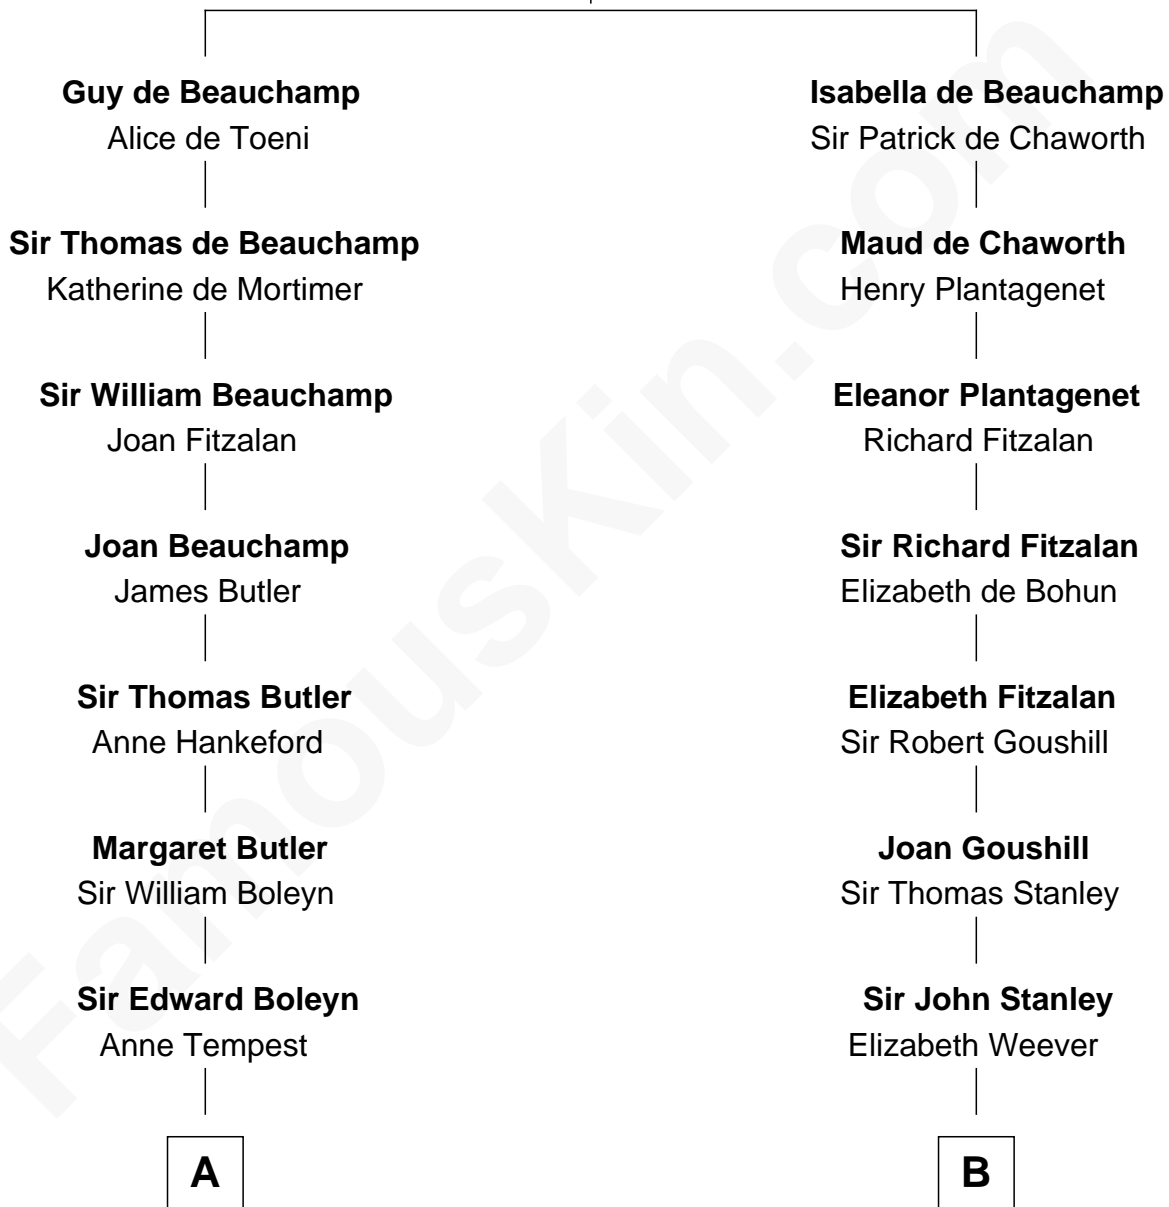 Guy de Beauchamp
Alice de Toeni
Sir Thomas de Beauchamp
Katherine de Mortimer
Sir William Beauchamp
Joan Fitzalan
Joan Beauchamp
James Butler
Sir Thomas Butler
Anne Hankeford
Margaret Butler
Sir William Boleyn
Sir Edward Boleyn
Anne Tempest
A
Isabella de Beauchamp
Sir Patrick de Chaworth
Maud de Chaworth
Henry Plantagenet
Eleanor Plantagenet
Richard Fitzalan
Sir Richard Fitzalan
Elizabeth de Bohun
Elizabeth Fitzalan
Sir Robert Goushill
Joan Goushill
Sir Thomas Stanley
Sir John Stanley
Elizabeth Weever
B
FamousKin.com